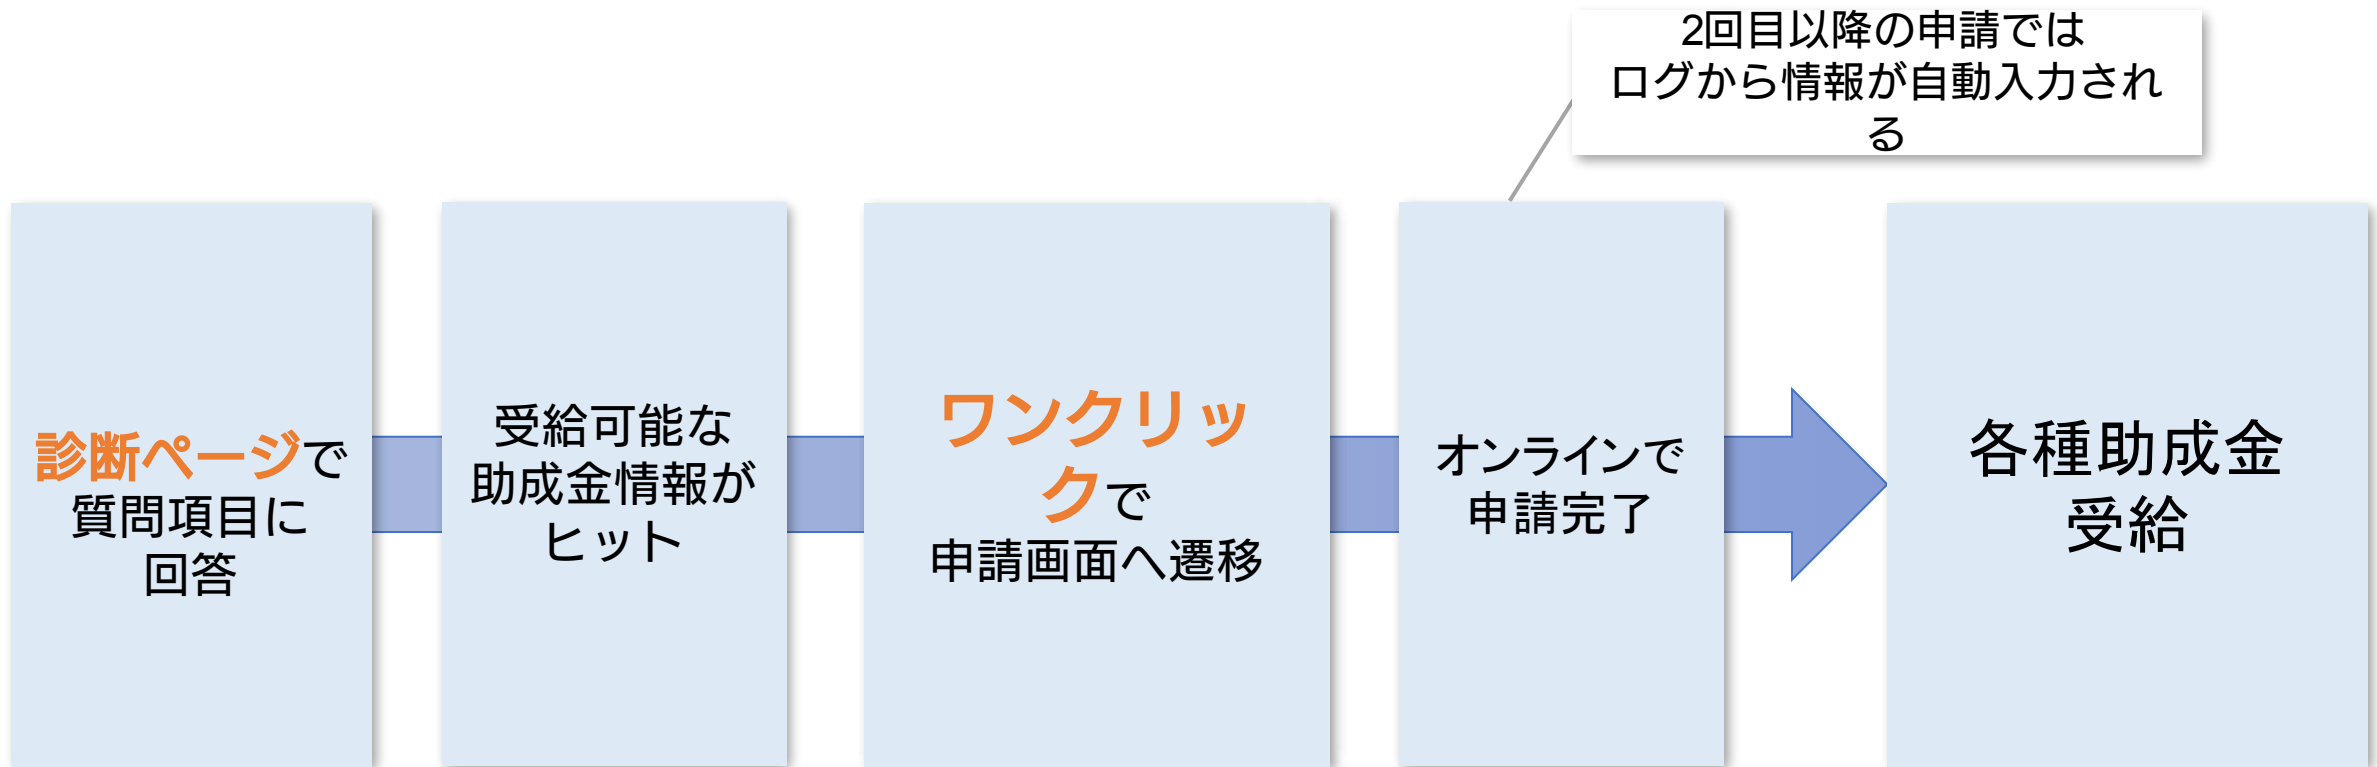 2回目以降の申請では
ログから情報が自動入力され
る
診断ページで
質問項目に
回答
受給可能な
助成金情報が
ヒット
ワンクリッ
クで
申請画面へ遷移
オンラインで
申請完了
各種助成金
受給